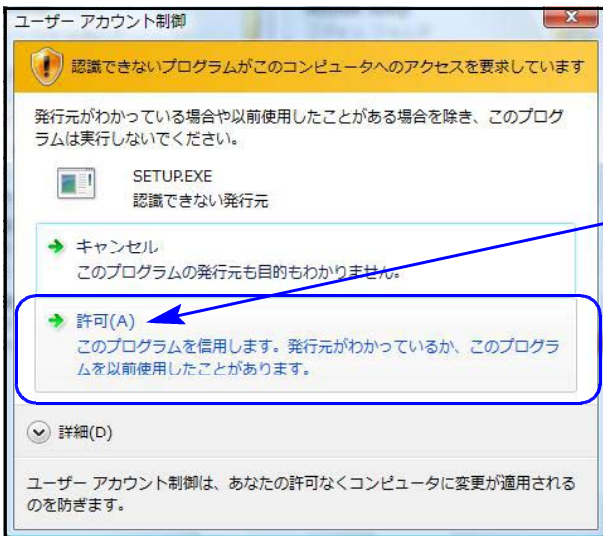 ユーザー アカウント制御
認識できないプログラムがこのコンピュータへのアクセスを要求しています
発行元がわかっている場合や以前使用したことがある場合を除き、このプログ
ラムは実行しないでください。
SETUP.EXE
認識できない発行元
キャンセル
このプログラムの発行元も目的もわかりません。
許可(A)
このプログラムを信用します。発行元がわかっているか、このプログラ
ムを以前使用したことがあります。
詳細(D)
ユーザー アカウント制御は、あなたの許可なくコンピュータに変更が適用される
のを防ぎます。